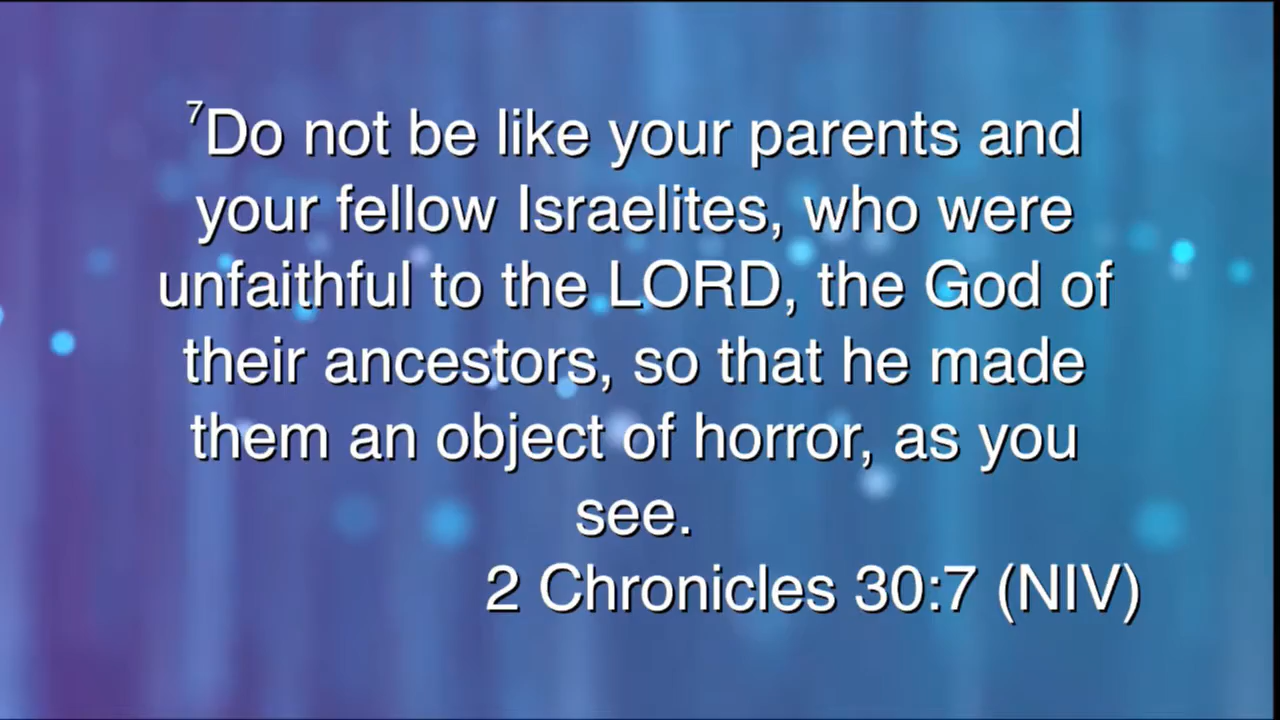 7Do not be like your parents and
your fellow Israelites, who were
unfaithful to the LORD, the God of
their ancestors, so that he made
them an object of horror, as you
see.
2 Chronicles 30:7 (NIV)